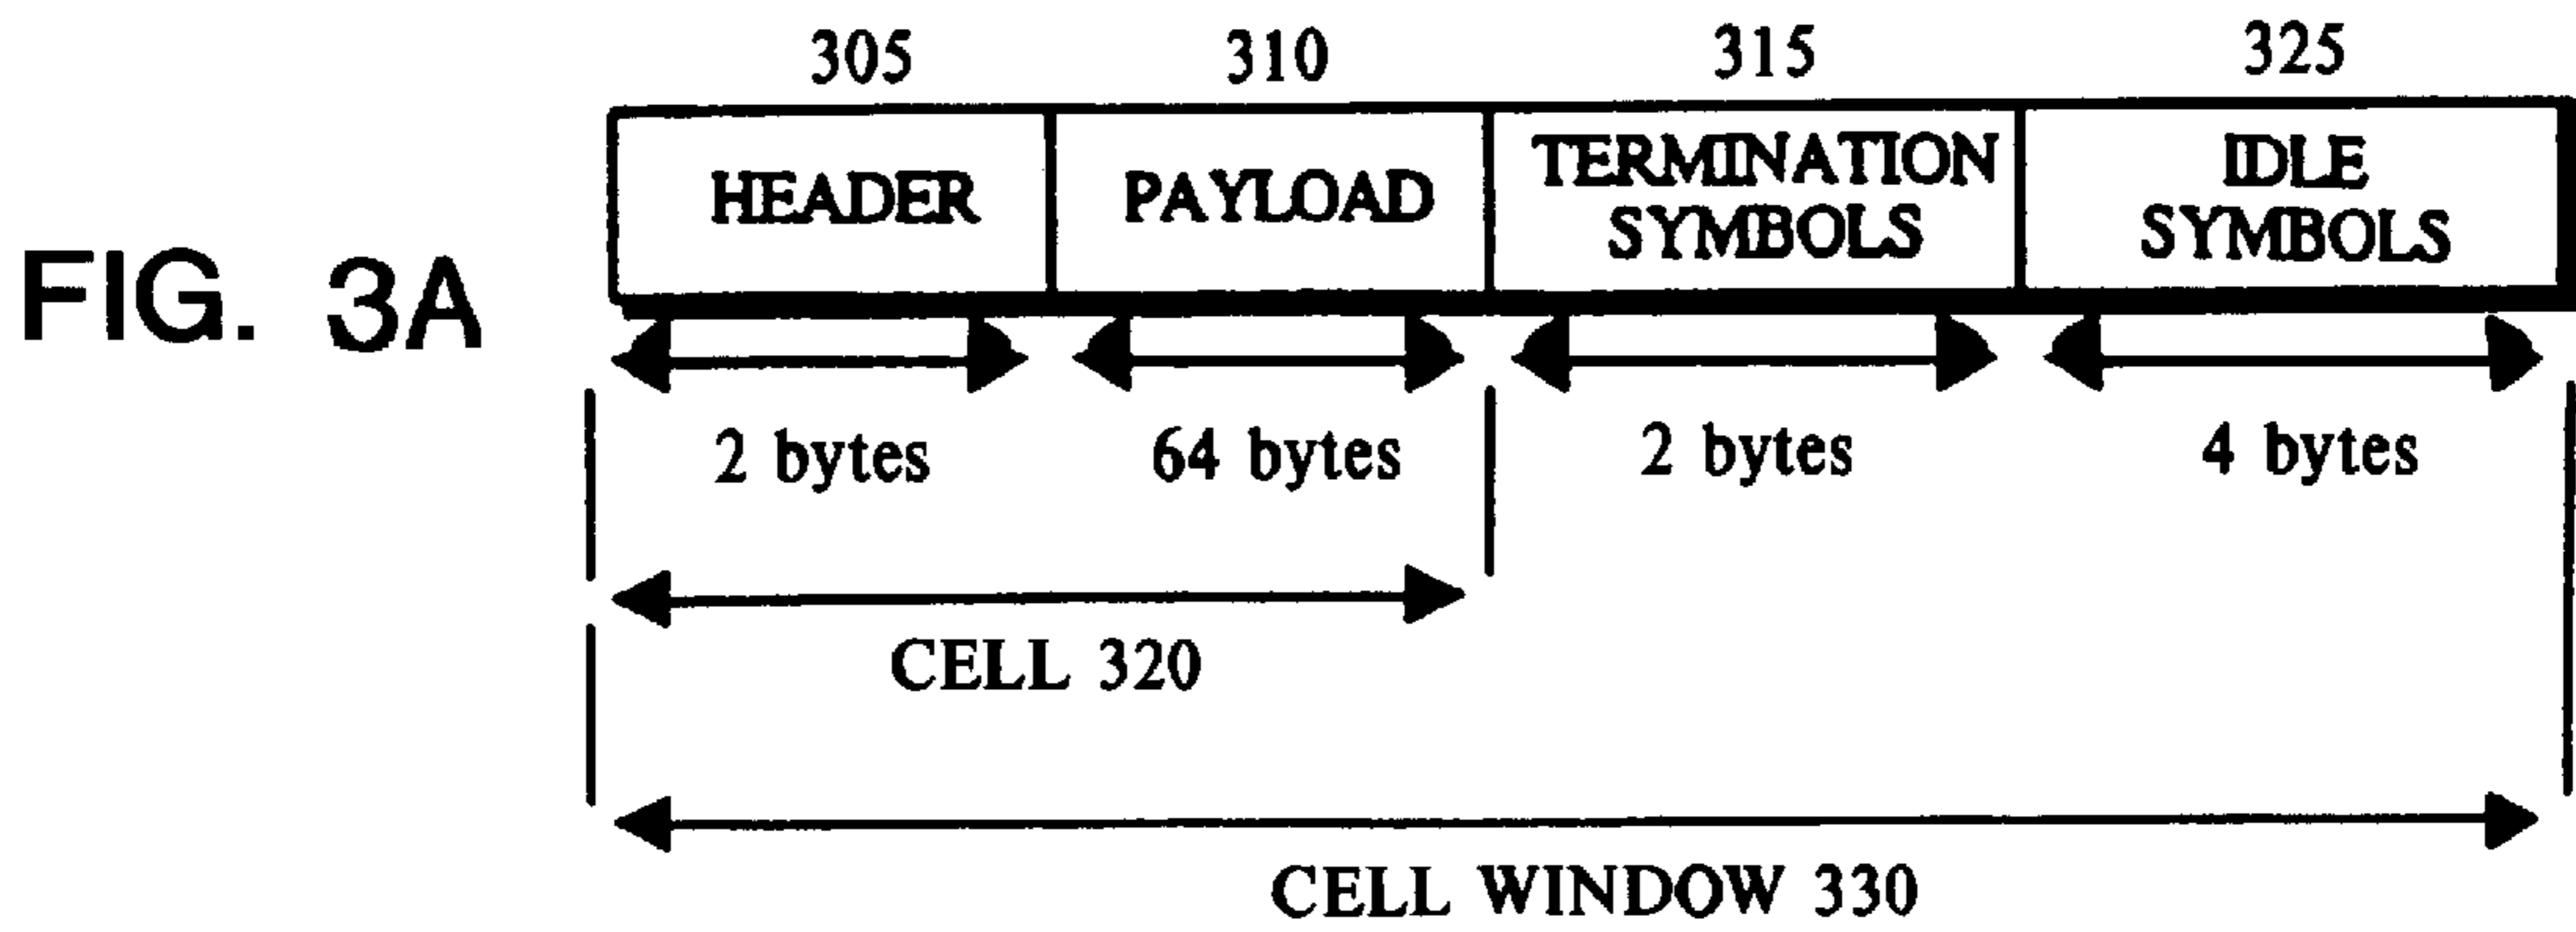 305 310 315 325
HEADER PAYLOAD TERMINATION SYMBOLS IDLE SYMBOLS
FIG. 3A
2 bytes 64 bytes 2 bytes 4 bytes
CELL 320
CELL WINDOW 330